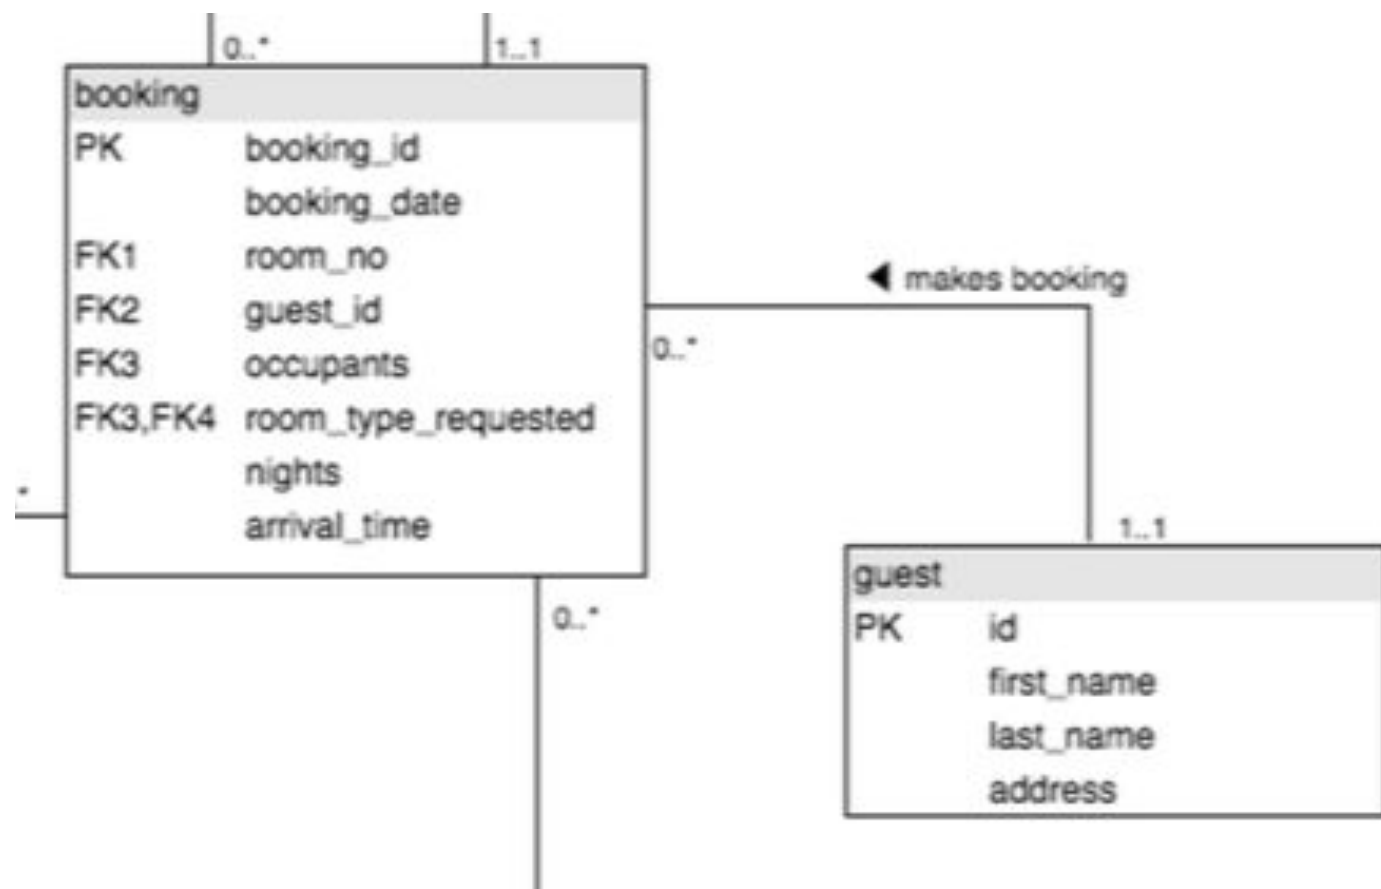 0..* 1..1
booking
PK booking_id
booking_date
FK1 room_no
FK2 guest_id
FK3 occupants
FK3,FK4 room_type_requested
nights
arrival_time
*
0..*
makes booking
0..*
1..1
guest
PK id
first_name
last_name
address